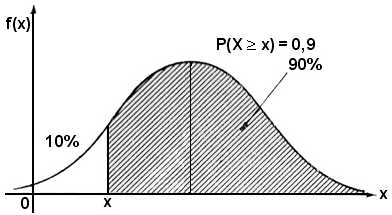 f(x)
P(X ≥ x) = 0,9
90%
10%
0
x
x